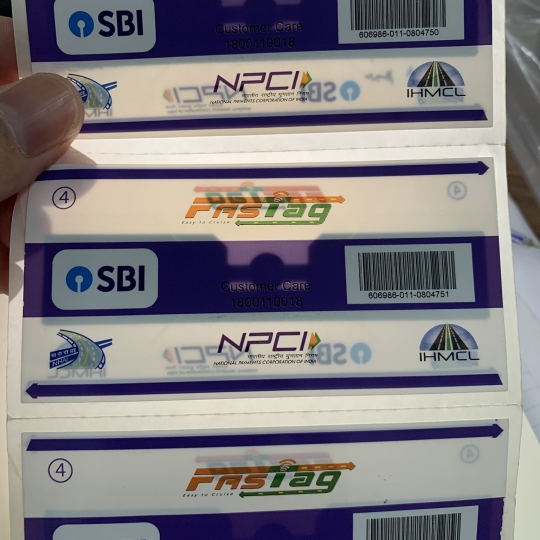 SBI
Customer Care
1800110018
606986-011-0804750
NPCI
भारतीय राष्ट्रीय भुगतान निगम
NATIONAL PAYMENTS CORPORATION OF INDIA
IHMCL
4
FASTag
Easy to Cruise
SBI
Customer Care
1800110018
606986-011-0804751
NPCI
भारतीय राष्ट्रीय भुगतान निगम
NATIONAL PAYMENTS CORPORATION OF INDIA
IHMCL
4
FASTag
Easy to Cruise